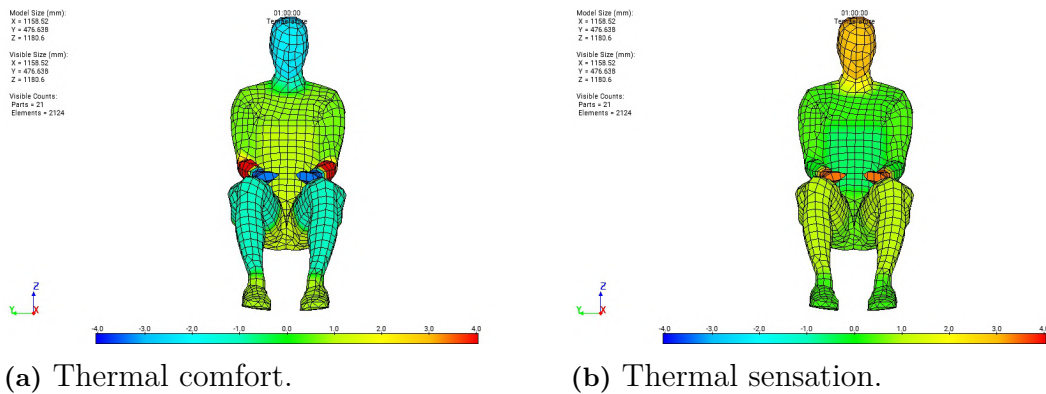 Model Size (mm):
X = 1158.52
Y = 476.638
Z = 1180.6
Visible Size (mm):
X = 1158.52
Y = 476.638
Z = 1180.6
Visible Counts:
Parts = 21
Elements = 2124
01:00:00
Temperature
Z
Y X
-4.0 -3.0 -2.0 -1.0 0.0 1.0 2.0 3.0 4.0
(a) Thermal comfort.
Model Size (mm):
X = 1158.52
Y = 476.638
Z = 1180.6
Visible Size (mm):
X = 1158.52
Y = 476.638
Z = 1180.6
Visible Counts:
Parts = 21
Elements = 2124
01:00:00
Temperature
Z
Y X
-4.0 -3.0 -2.0 -1.0 0.0 1.0 2.0 3.0 4.0
(b) Thermal sensation.